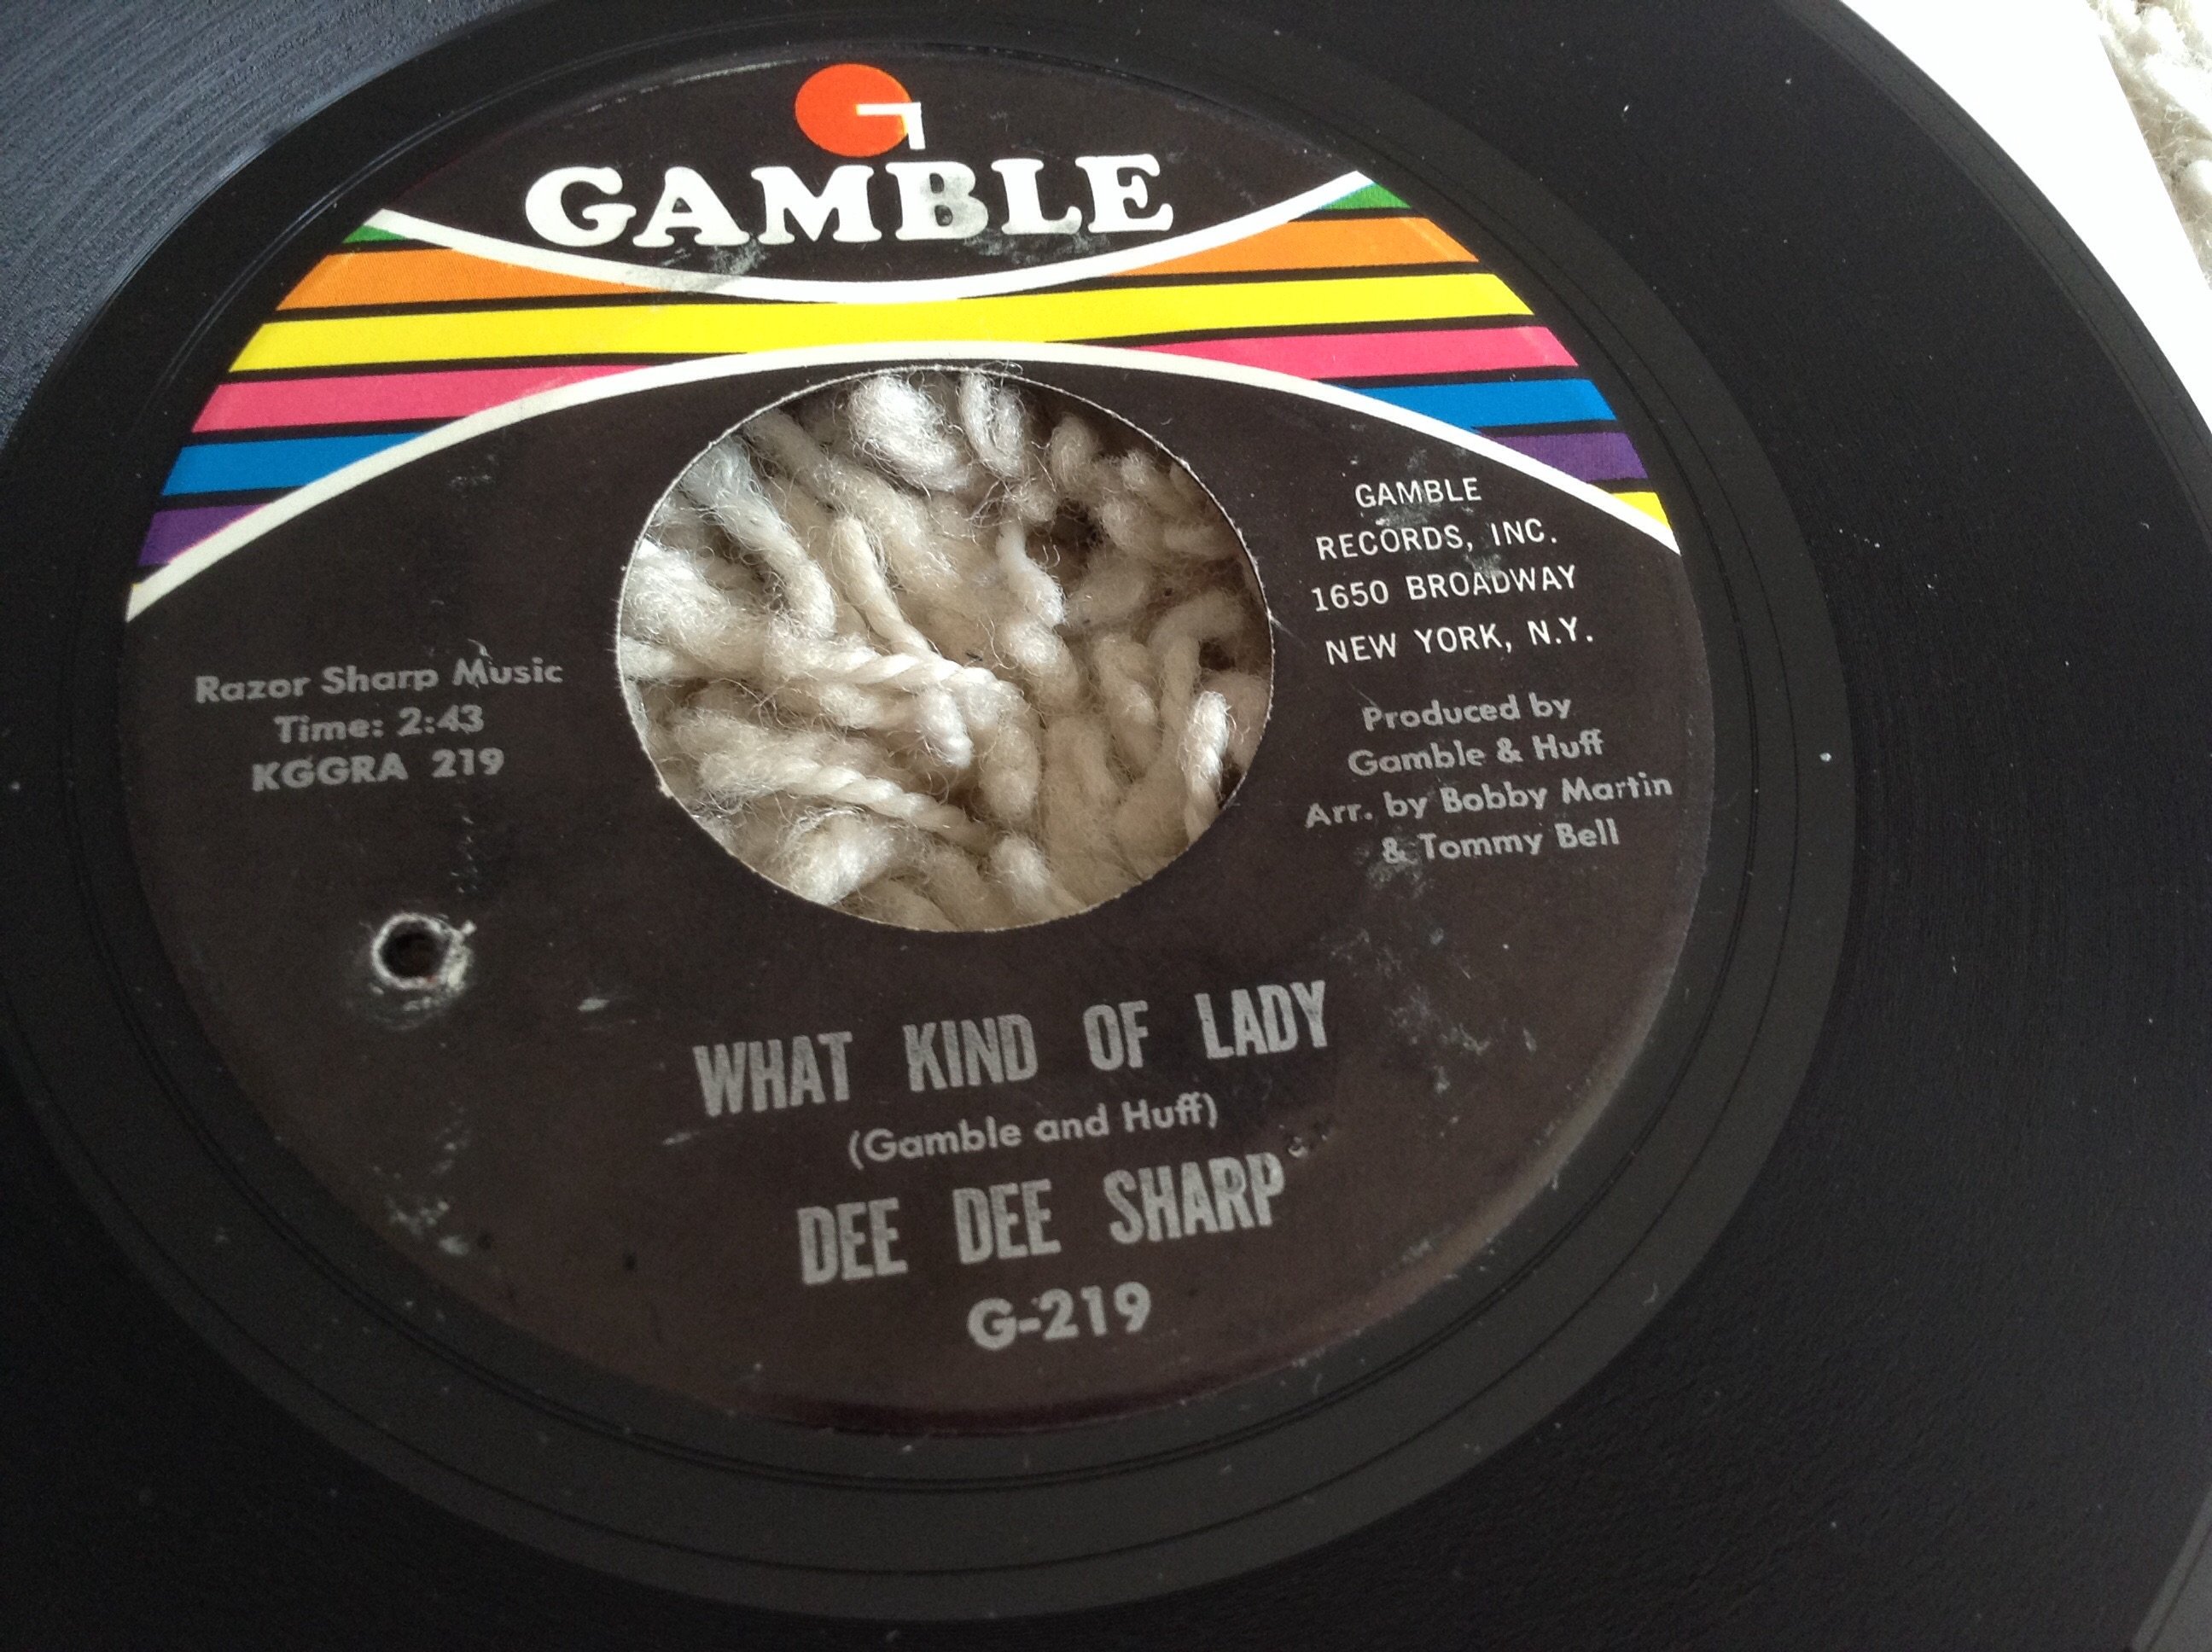 G
GAMBLE
GAMBLE
RECORDS, INC.
1650 BROADWAY
NEW YORK, N.Y.
Razor Sharp Music
Time: 2:43
KGGRA 219
Produced by
Gamble & Huff
Arr. by Bobby Martin
& Tommy Bell
WHAT KIND OF LADY
(Gamble and Huff)
DEE DEE SHARP
G-219